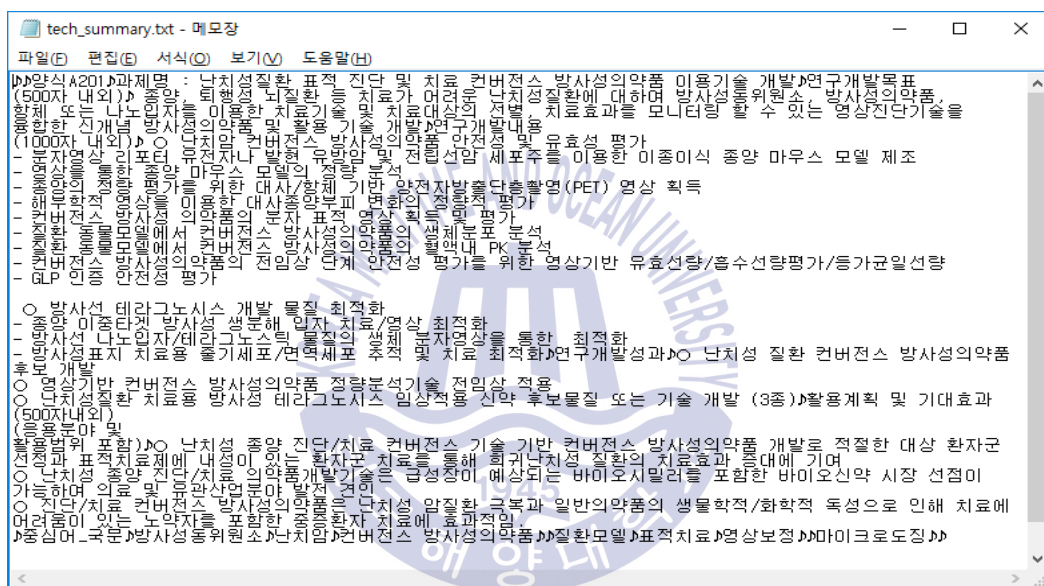 tech_summary.txt - 메모장
파일(F) 편집(E) 서식(O) 보기(V) 도움말(H)
♪♪양식A201♪과제명 : 난치성질환 표적 진단 및 치료 컨버전스 방사성의약품 이용기술 개발♪연구개발목표
(500자 내외)♪ 종양, 퇴행성 뇌질환 등 치료가 어려운 난치성질환에 대하며 방사성동위원소, 방사성의약품,
항체 또는 나노입자를 이용한 치료기술 및 치료대상의 선별, 치료효과를 모니터링 할 수 있는 영상진단기술을
융합한 신개념 방사성의약품 및 활용 기술 개발♪연구개발내용
(1000자 내외)♪ ○ 난치암 컨버전스 방사성의약품 안전성 및 유효성 평가
- 분자영상 리포터 유전자나 발현 유방암 및 전립선암 세포주를 이용한 이종이식 종양 마우스 모델 제조
- 영상을 통한 종양 마우스 모델의 정량 분석
- 종양의 정량 평가를 위한 대사/항체 기반 양전자방출단층촬영(PET) 영상 획득
- 해부학적 영상을 이용한 대사종양부피 변화의 정량적 평가
- 컨버전스 방사성 의약품의 분자 표적 영상 획득 및 평가
- 질환 동물모델에서 컨버전스 방사성의약품의 생체분포 분석
- 질환 동물모델에서 컨버전스 방사성의약품의 혈액내 PK 분석
- 컨버전스 방사성의약품의 전임상 단계 안전성 평가를 위한 영상기반 유효선량/흡수선량평가/등가균일선량
- GLP 인증 안전성 평가
○ 방사선 테라그노시스 개발 물질 최적화
- 종양 이중타겟 방사성 생분해 입자 치료/영상 최적화
- 방사선 나노입자/테라그노스틱 물질의 생체 분자영상을 통한 최적화
- 방사성표지 치료용 줄기세포/면역세포 추적 및 치료 최적화♪연구개발성과♪○ 난치성 질환 컨버전스 방사성의약품
후보 개발
○ 영상기반 컨버전스 방사성의약품 정량분석기술 전임상 적용
○ 난치성질환 치료용 방사성 테라그노시스 임상적용 신약 후보물질 또는 기술 개발 (3종)♪활용계획 및 기대효과
(500자내외)
(응용분야 및
활용범위 포함)♪○ 난치성 종양 진단/치료 컨버전스 기술 기반 컨버전스 방사성의약품 개발로 적절한 대상 환자군
선정과 표적치료제에 내성이 있는 환자군 치료를 통해 희귀난치성 질환의 치료효과 증대에 기여
○ 난치성 종양 진단/치료 의약품개발기술은 급성장이 예상되는 바이오시밀러를 포함한 바이오신약 시장 선점이
가능하며 의료 및 유관산업분야 발전 견인
○ 진단/치료 컨버전스 방사성의약품은 난치성 암질환 극복과 일반의약품의 생물학적/화학적 독성으로 인해 치료에
어려움이 있는 노약자를 포함한 중증환자 치료에 효과적임.
♪중심어_국문♪방사성동위원소♪난치암♪컨버전스 방사성의약품♪♪질환모델♪표적치료♪영상보정♪♪마이크로도징♪♪
KOREA MARITIME AND OCEAN UNIVERSITY
1945
해양대